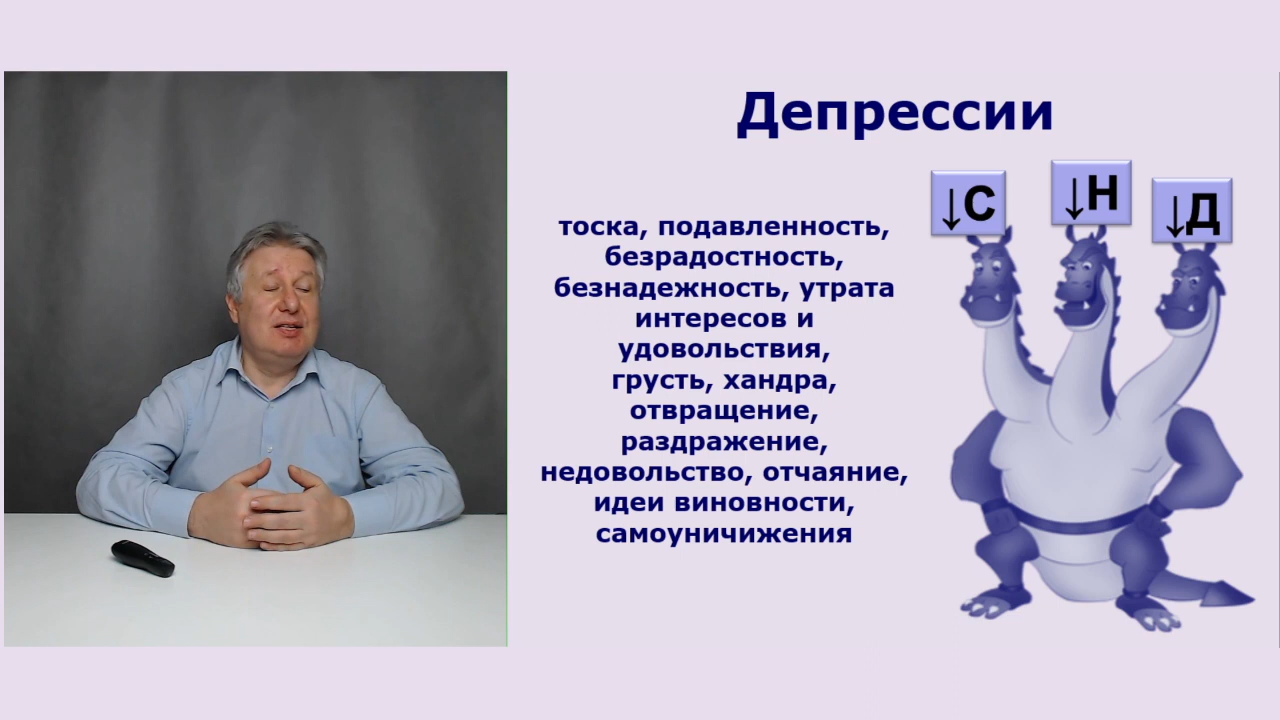 Депрессии
↓С
↓Н
↓Д
тоска, подавленность,
безрадостность,
безнадежность, утрата
интересов и
удовольствия,
грусть, хандра,
отвращение,
раздражение,
недовольство, отчаяние,
идеи виновности,
самоуничижения